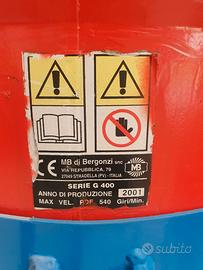 MB di Bergonzi snc
VIA REPUBBLICA, 79
27049 STRADELLA (PV) - ITALIA
MB
SERIE G 400
ANNO DI PRODUZIONE 2001
MAX VEL. PDF. 540 Giri/Min.
subito